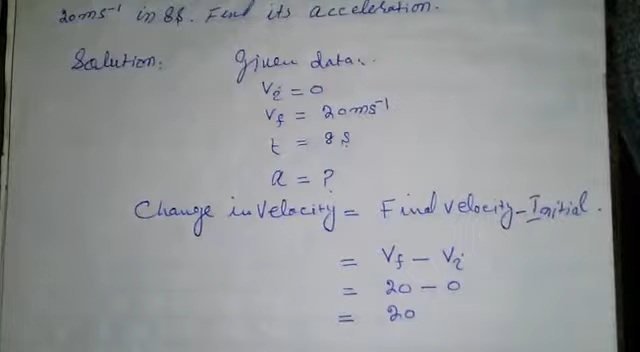 20ms⁻¹ in 8s. Find its acceleration.
Solution: Given data:
Vi = 0
Vf = 20ms⁻¹
t = 8s
a = ?
Change in Velocity = Final velocity - Initial.
= Vf - Vi
= 20 - 0
= 20